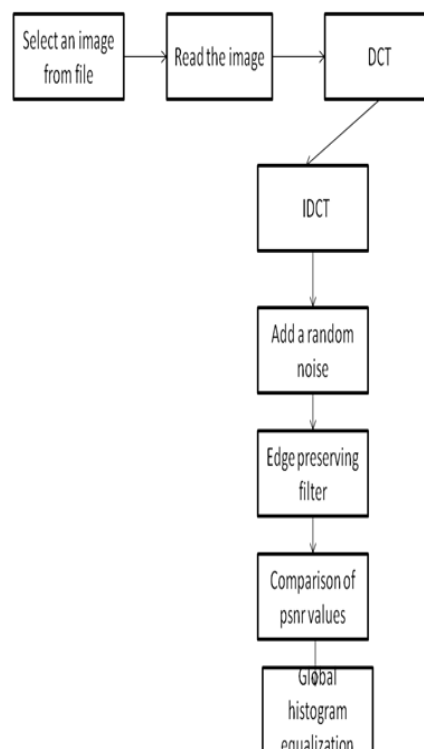 Select an image
from file
Read the image
DCT
IDCT
Add a random
noise
Edge preserving
filter
Comparison of
psnr values
Global
histogram
equalization